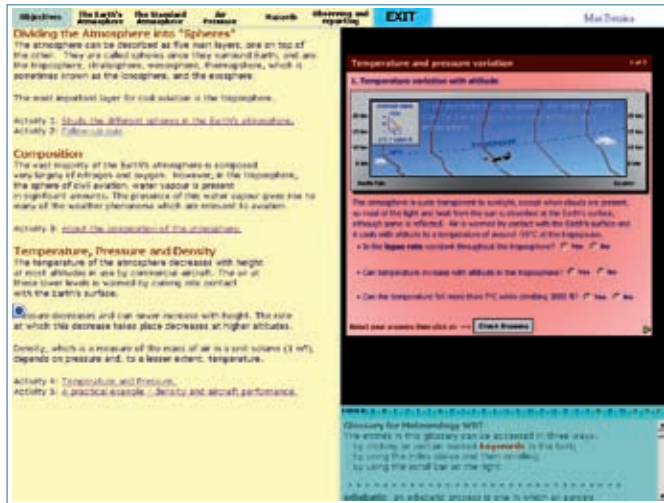 Objectives
The Earth's Atmosphere
The Standard Atmosphere
Air Pressure
Hazards
Observing and reporting
EXIT
Dividing the Atmosphere into "Spheres"
The atmosphere can be described as five main layers, one on top
of the other. They are called spheres since they surround Earth, and are
the troposphere, stratosphere, mesosphere, thermosphere, which is
sometimes known as the ionosphere, and the exosphere.
The most important layer for civil aviation is the troposphere.
Activity 1: Study the different spheres in the Earth's atmosphere.
Activity 2: Follow-up quiz
Composition
The vast majority of the Earth's atmosphere is composed
very largely of nitrogen and oxygen. However, in the troposphere,
the sphere of civil aviation, water vapour is present
in significant amounts. The presence of this water vapour gives rise to
many of the weather phenomena which are relevant to aviation.
Activity 3: About the composition of the atmosphere.
Temperature, Pressure and Density
The temperature of the atmosphere decreases with height
at most altitudes in use by commercial aircraft. The air at
these lower levels is warmed by coming into contact
with the Earth's surface.
decreases and can never increase with height. The rate
at which this decrease takes place decreases at higher altitudes.
Density, which is a measure of the mass of air in a unit volume (1 m³),
depends on pressure and, to a lesser extent, temperature.
Activity 4: Temperature and Pressure.
Activity 5: A practical example - density and aircraft performance.
Temperature and pressure variation
1. Temperature variation with altitude
The atmosphere is quite transparent to sunlight, except when clouds are present,
so most of the light and heat from the sun is absorbed at the Earth's surface,
although some is reflected. Air is warmed by contact with the Earth's surface and
it cools with altitude to a temperature of around at the tropopause.
• Is the lapse rate constant throughout the troposphere? Yes No
• Can temperature increase with altitude in the troposphere? Yes No
• Can the temperature fall more than 7°C while climbing ft? Yes No
Select your answers then click on --> Check Answers
Glossary for Meteorology WBT
The entries in this glossary can be accessed in three ways:
by clicking on certain marked keywords in the text;
by using the index above and then scrolling;
by using the scroll bar on the right.
adiabatic: an adiabatic process is one in which